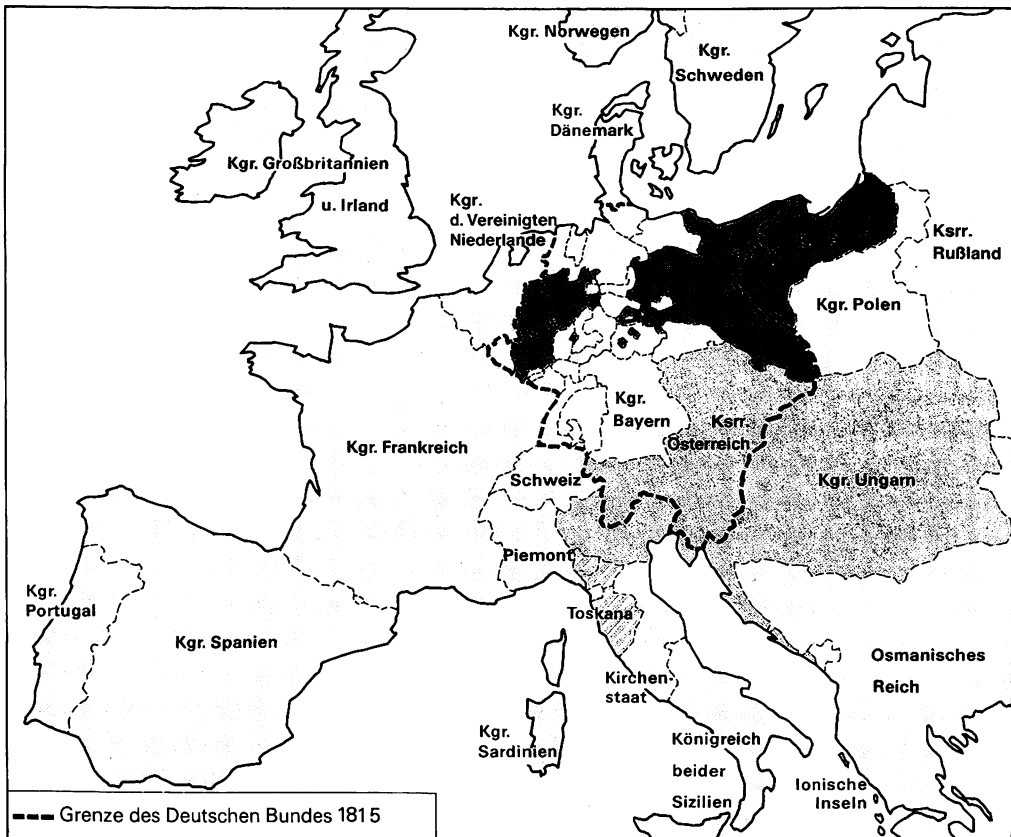 Kgr. Norwegen
Kgr.
Schweden
Kgr.
Dänemark
Kgr. Großbritannien
u. Irland
Kgr.
d. Vereinigten
Niederlande
Ksrr.
Rußland
Kgr. Polen
Kgr.
Bayern
Ksrr.
Österreich
Kgr. Frankreich
Schweiz
Kgr. Ungarn
Piemont
Kgr.
Portugal
Toskana
Kgr. Spanien
Osmanisches
Reich
Kirchen-
staat
Kgr.
Sardinien
Königreich
beider
Sizilien
Ionische
Inseln
Grenze des Deutschen Bundes 1815